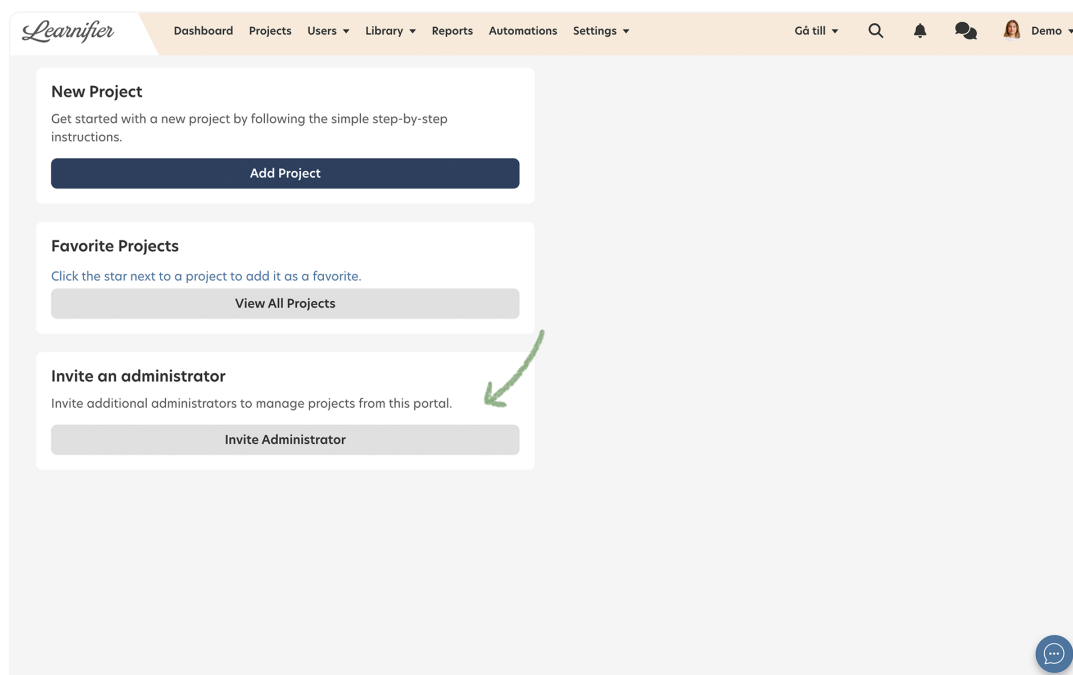 Learnifier
Dashboard Projects Users Library Reports Automations Settings Gå till Demo
New Project
Get started with a new project by following the simple step-by-step
instructions.
Add Project
Favorite Projects
Click the star next to a project to add it as a favorite.
View All Projects
Invite an administrator
Invite additional administrators to manage projects from this portal.
Invite Administrator